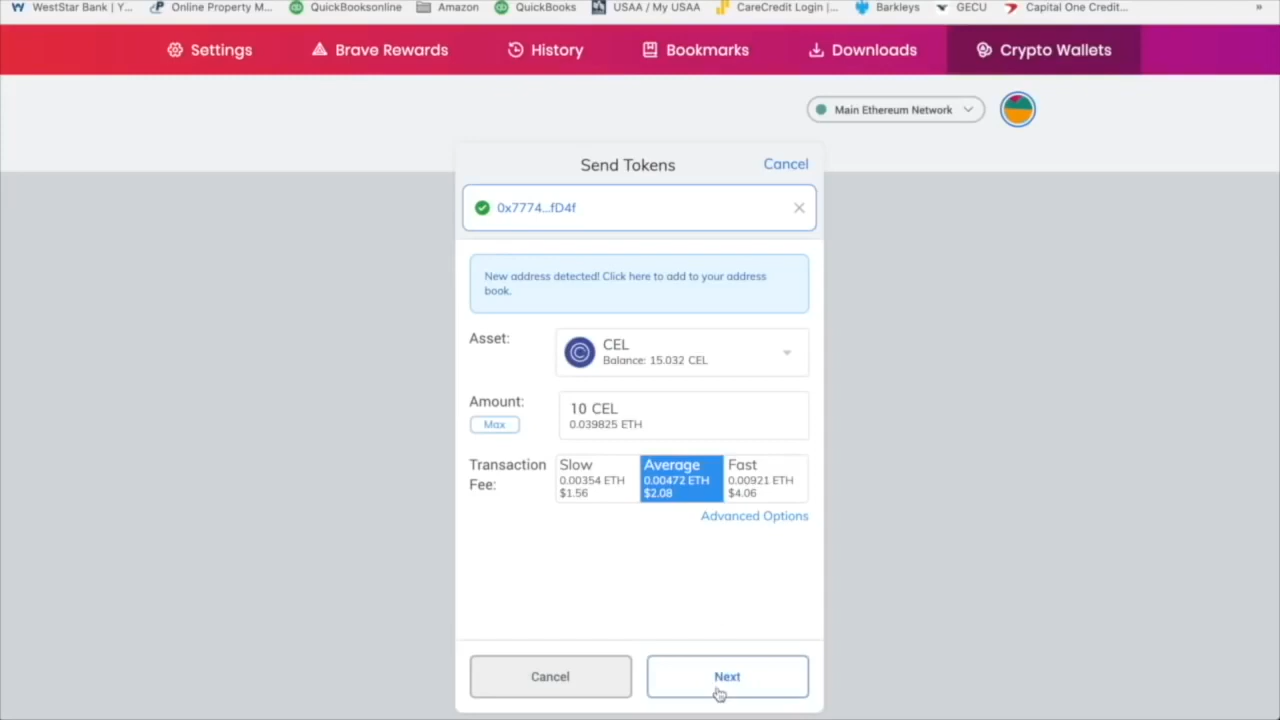 WestStar Bank | Y... Online Property M... QuickBooksonline Amazon QuickBooks USAA / My USAA CareCredit Login |... Barkleys GECU Capital One Credit... »
Settings Brave Rewards History Bookmarks Downloads Crypto Wallets
Main Ethereum Network
Send Tokens Cancel
0x7774...fD4f
New address detected! Click here to add to your address
book.
Asset:
CEL
Balance: 15.032 CEL
Amount:
Max
10 CEL
0.039825 ETH
Transaction
Fee:
Slow
0.00354 ETH
$1.56
Average
0.00472 ETH
$2.08
Fast
0.00921 ETH
$4.06
Advanced Options
Cancel Next